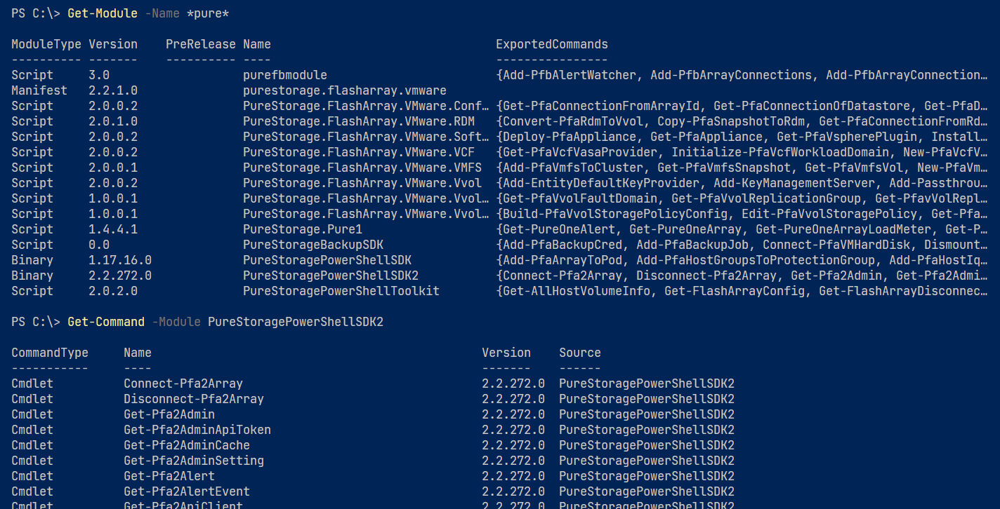 PS C:\> Get-Module -Name *pure*
ModuleType Version    PreRelease Name                                ExportedCommands
---------- -------    ---------- ----                                ----------------
Script     3.0                   purefbmodule                        {Add-PfbAlertWatcher, Add-PfbArrayConnections, Add-PfbArrayConnection…
Manifest   2.2.1.0               purestorage.flasharray.vmware
Script     2.0.0.2               PureStorage.FlashArray.VMware.Conf… {Get-PfaConnectionFromArrayId, Get-PfaConnectionOfDatastore, Get-PfaD…
Script     2.0.1.0               PureStorage.FlashArray.VMware.RDM   {Convert-PfaRdmToVvol, Copy-PfaSnapshotToRdm, Get-PfaConnectionFromRd…
Script     2.0.0.2               PureStorage.FlashArray.VMware.Soft… {Deploy-PfaAppliance, Get-PfaAppliance, Get-PfaVspherePlugin, Install…
Script     2.0.0.2               PureStorage.FlashArray.VMware.VCF   {Get-PfaVcfVasaProvider, Initialize-PfaVcfWorkloadDomain, New-PfaVcfV…
Script     2.0.0.1               PureStorage.FlashArray.VMware.VMFS  {Add-PfaVmfsToCluster, Get-PfaVmfsSnapshot, Get-PfaVmfsVol, New-PfaVm…
Script     2.0.0.2               PureStorage.FlashArray.VMware.Vvol  {Add-EntityDefaultKeyProvider, Add-KeyManagementServer, Add-Passthrou…
Script     1.0.0.1               PureStorage.FlashArray.VMware.Vvol… {Get-PfaVvolFaultDomain, Get-PfaVvolReplicationGroup, Get-PfavVolRepl…
Script     1.0.0.1               PureStorage.FlashArray.VMware.Vvol… {Build-PfaVvolStoragePolicyConfig, Edit-PfaVvolStoragePolicy, Get-Pfa…
Script     1.4.4.1               PureStorage.Pure1                   {Get-PureOneAlert, Get-PureOneArray, Get-PureOneArrayLoadMeter, Get-P…
Script     0.0                   PureStorageBackupSDK                {Add-PfaBackupCred, Add-PfaBackupJob, Connect-PfaVMHardDisk, Dismount…
Binary     1.17.16.0             PureStoragePowerShellSDK            {Add-PfaArrayToPod, Add-PfaHostGroupsToProtectionGroup, Add-PfaHostIq…
Binary     2.2.272.0             PureStoragePowerShellSDK2           {Connect-Pfa2Array, Disconnect-Pfa2Array, Get-Pfa2Admin, Get-Pfa2Admi…
Script     2.0.2.0               PureStoragePowerShellToolkit        {Get-AllHostVolumeInfo, Get-FlashArrayConfig, Get-FlashArrayDisconnec…
PS C:\> Get-Command -Module PureStoragePowerShellSDK2
CommandType     Name                                               Version    Source
-----------     ----                                               -------    ------
Cmdlet          Connect-Pfa2Array                                  2.2.272.0  PureStoragePowerShellSDK2
Cmdlet          Disconnect-Pfa2Array                               2.2.272.0  PureStoragePowerShellSDK2
Cmdlet          Get-Pfa2Admin                                      2.2.272.0  PureStoragePowerShellSDK2
Cmdlet          Get-Pfa2AdminApiToken                              2.2.272.0  PureStoragePowerShellSDK2
Cmdlet          Get-Pfa2AdminCache                                 2.2.272.0  PureStoragePowerShellSDK2
Cmdlet          Get-Pfa2AdminSetting                               2.2.272.0  PureStoragePowerShellSDK2
Cmdlet          Get-Pfa2Alert                                      2.2.272.0  PureStoragePowerShellSDK2
Cmdlet          Get-Pfa2AlertEvent                                 2.2.272.0  PureStoragePowerShellSDK2
Cmdlet          Get-Pfa2ApiClient                                  2.2.272.0  PureStoragePowerShellSDK2